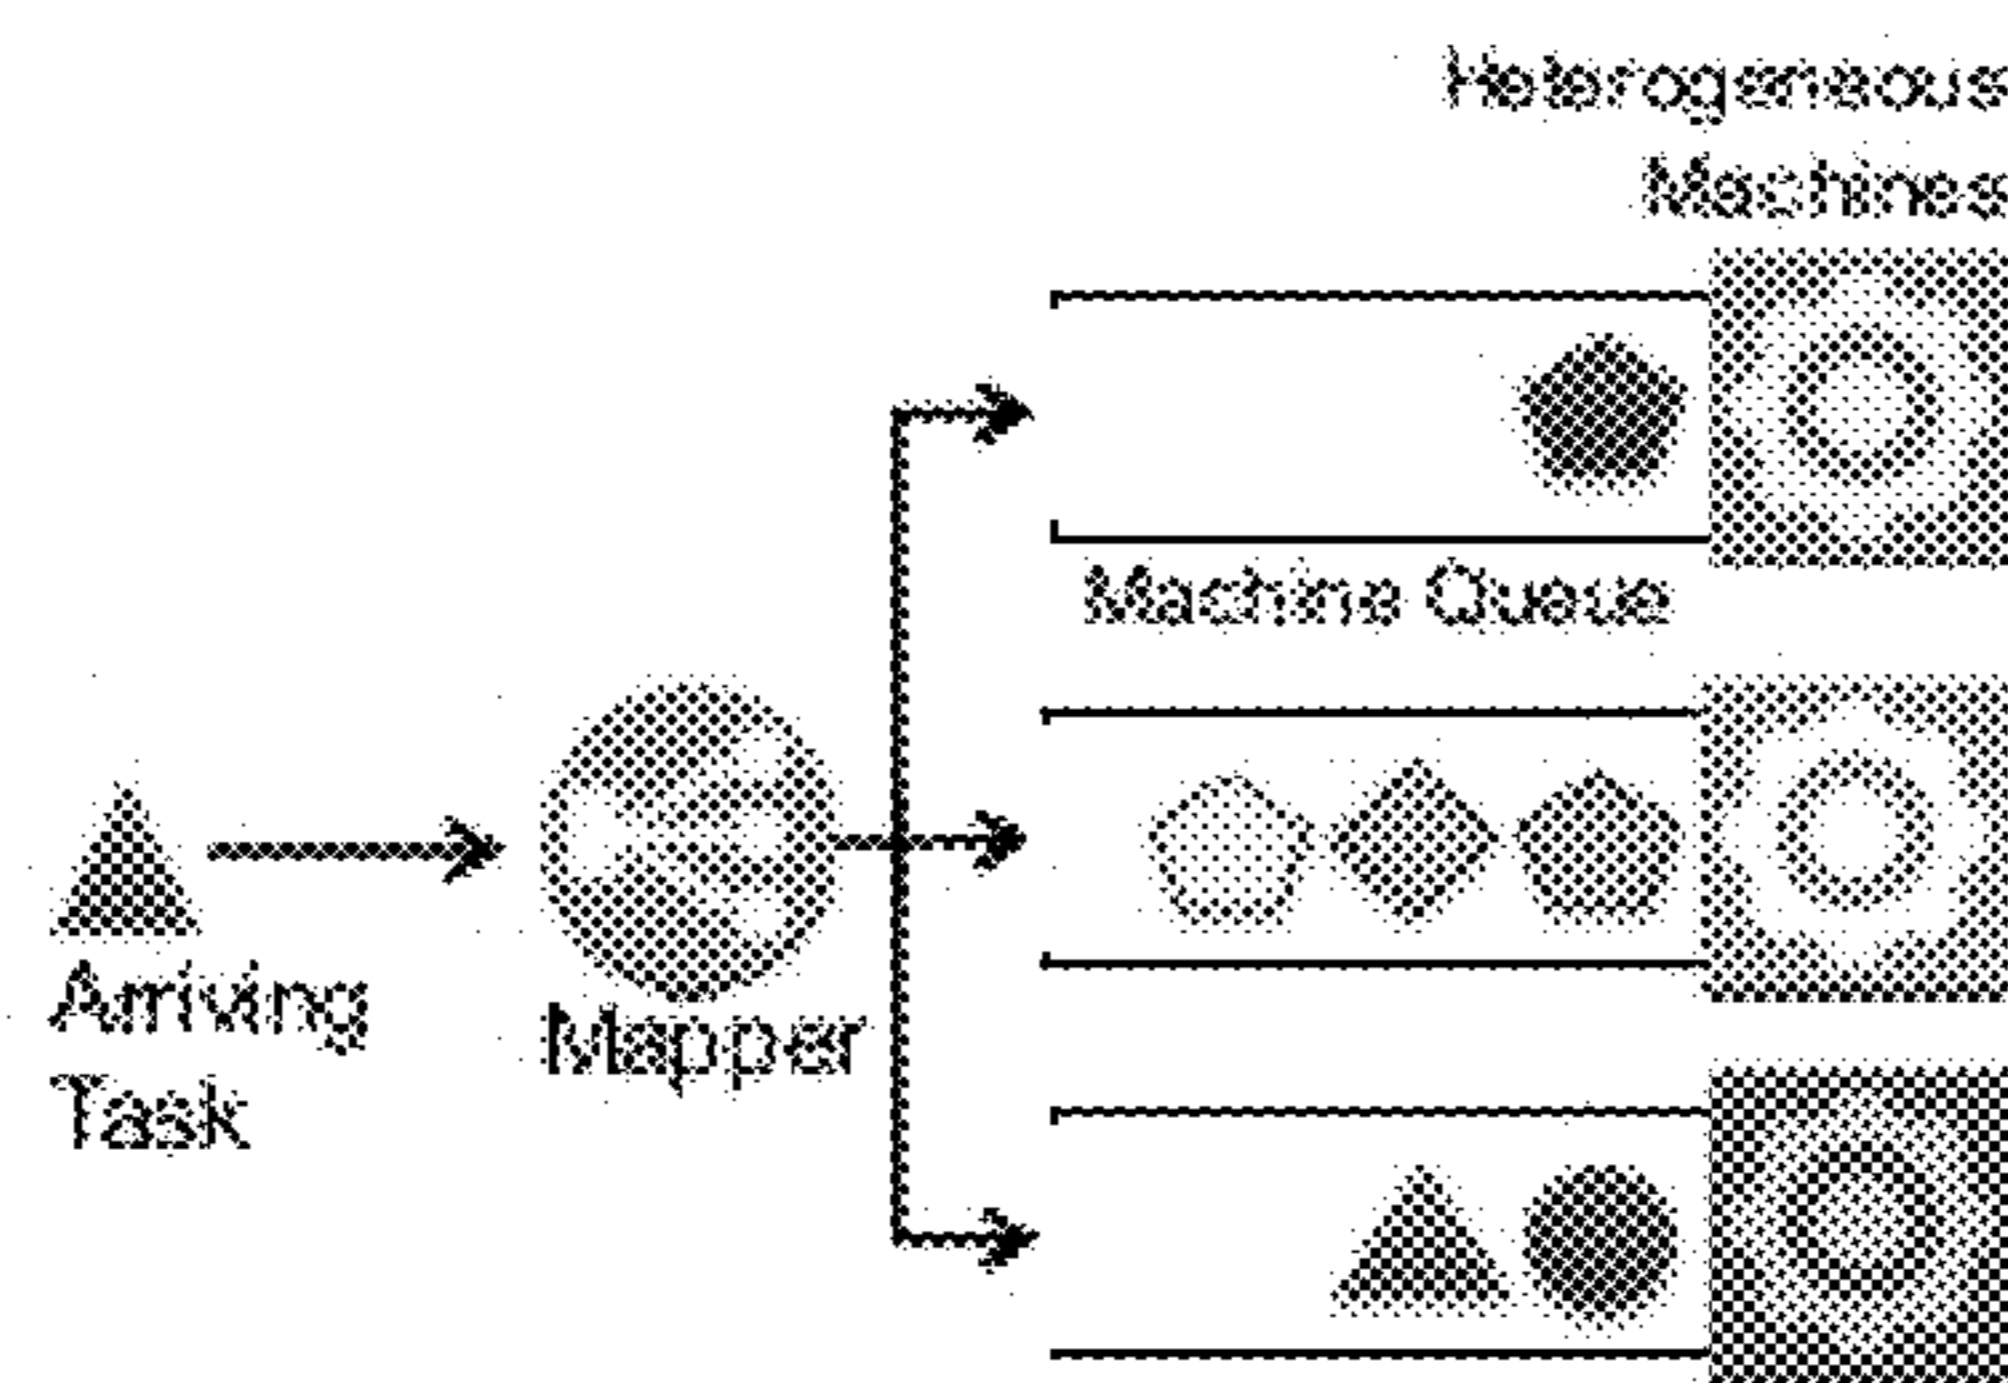 Heterogeneous
Machines
Machine Queue
Arriving
Task
Mapper